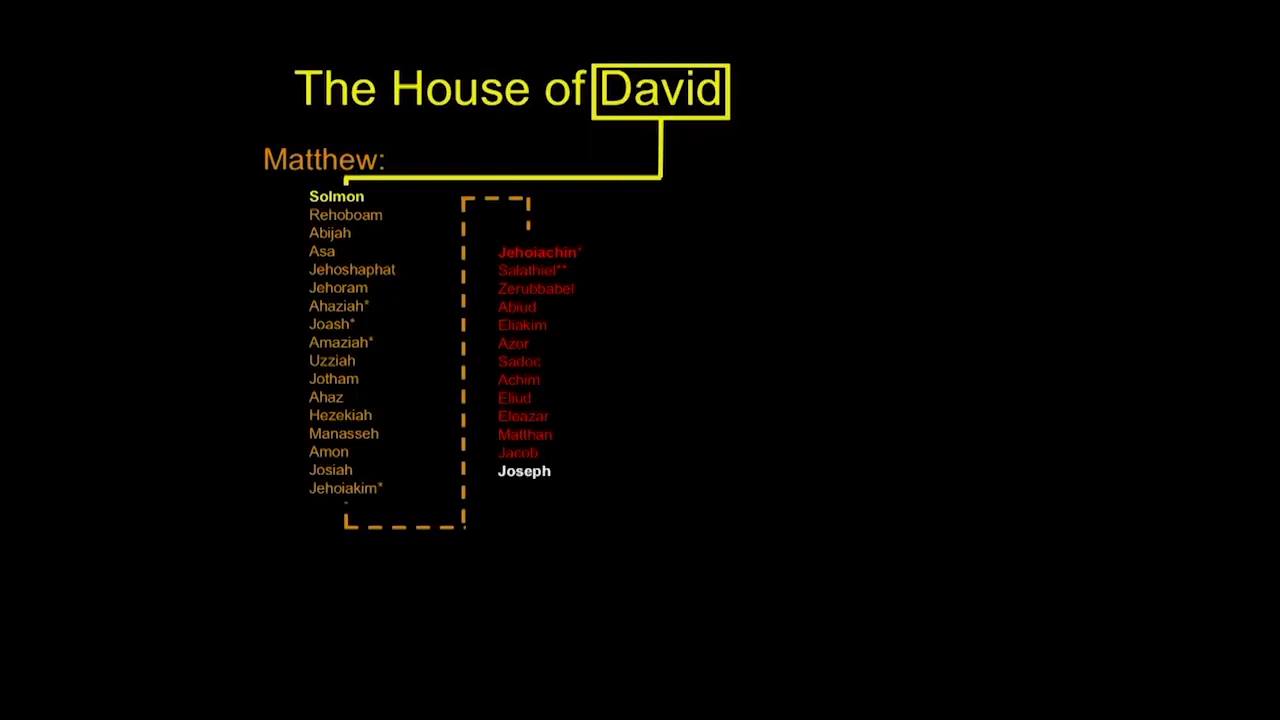 The House of David
Matthew:
Solmon
Rehoboam
Abijah
Asa
Jehoshaphat
Jehoram
Ahaziah*
Joash*
Amaziah*
Uzziah
Jotham
Ahaz
Hezekiah
Manasseh
Amon
Josiah
Jehoiakim*
Jehoiachin*
Salathiel**
Zerubbabel
Abiud
Eliakim
Azor
Sadoc
Achim
Eliud
Eleazar
Matthan
Jacob
Joseph